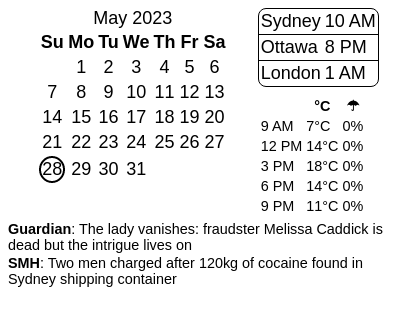 May 2023
Su Mo Tu We Th Fr Sa
1 2 3 4 5 6
7 8 9 10 11 12 13
14 15 16 17 18 19 20
21 22 23 24 25 26 27
28 29 30 31
Sydney 10 AM
Ottawa 8 PM
London 1 AM
°C ☂
9 AM 7°C 0%
12 PM 14°C 0%
3 PM 18°C 0%
6 PM 14°C 0%
9 PM 11°C 0%
Guardian: The lady vanishes: fraudster Melissa Caddick is
dead but the intrigue lives on
SMH: Two men charged after 120kg of cocaine found in
Sydney shipping container